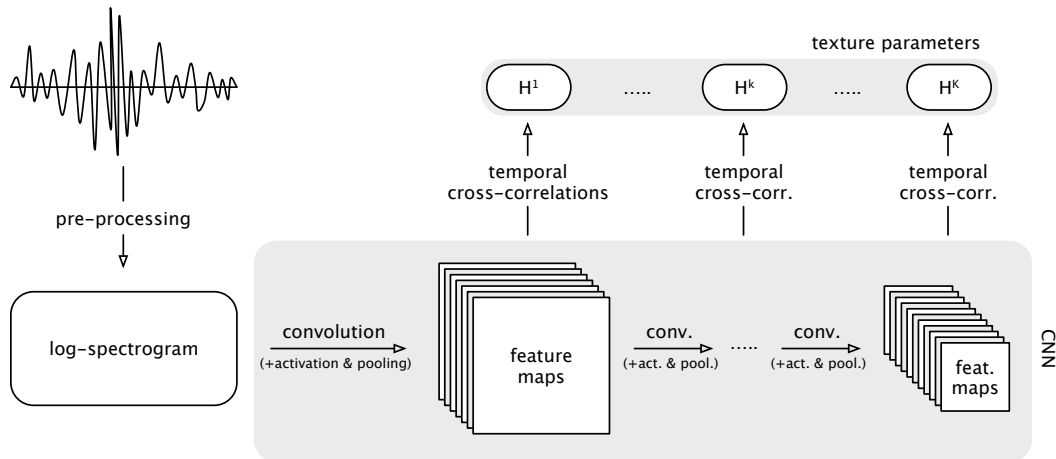 texture parameters
H¹ ..... Hᵏ ..... Hᴷ
temporal
cross-correlations
temporal
cross-corr.
temporal
cross-corr.
pre-processing
log-spectrogram
convolution
(+activation & pooling)
feature
maps
conv.
(+act. & pool.)
.....
conv.
(+act. & pool.)
feat.
maps
CNN